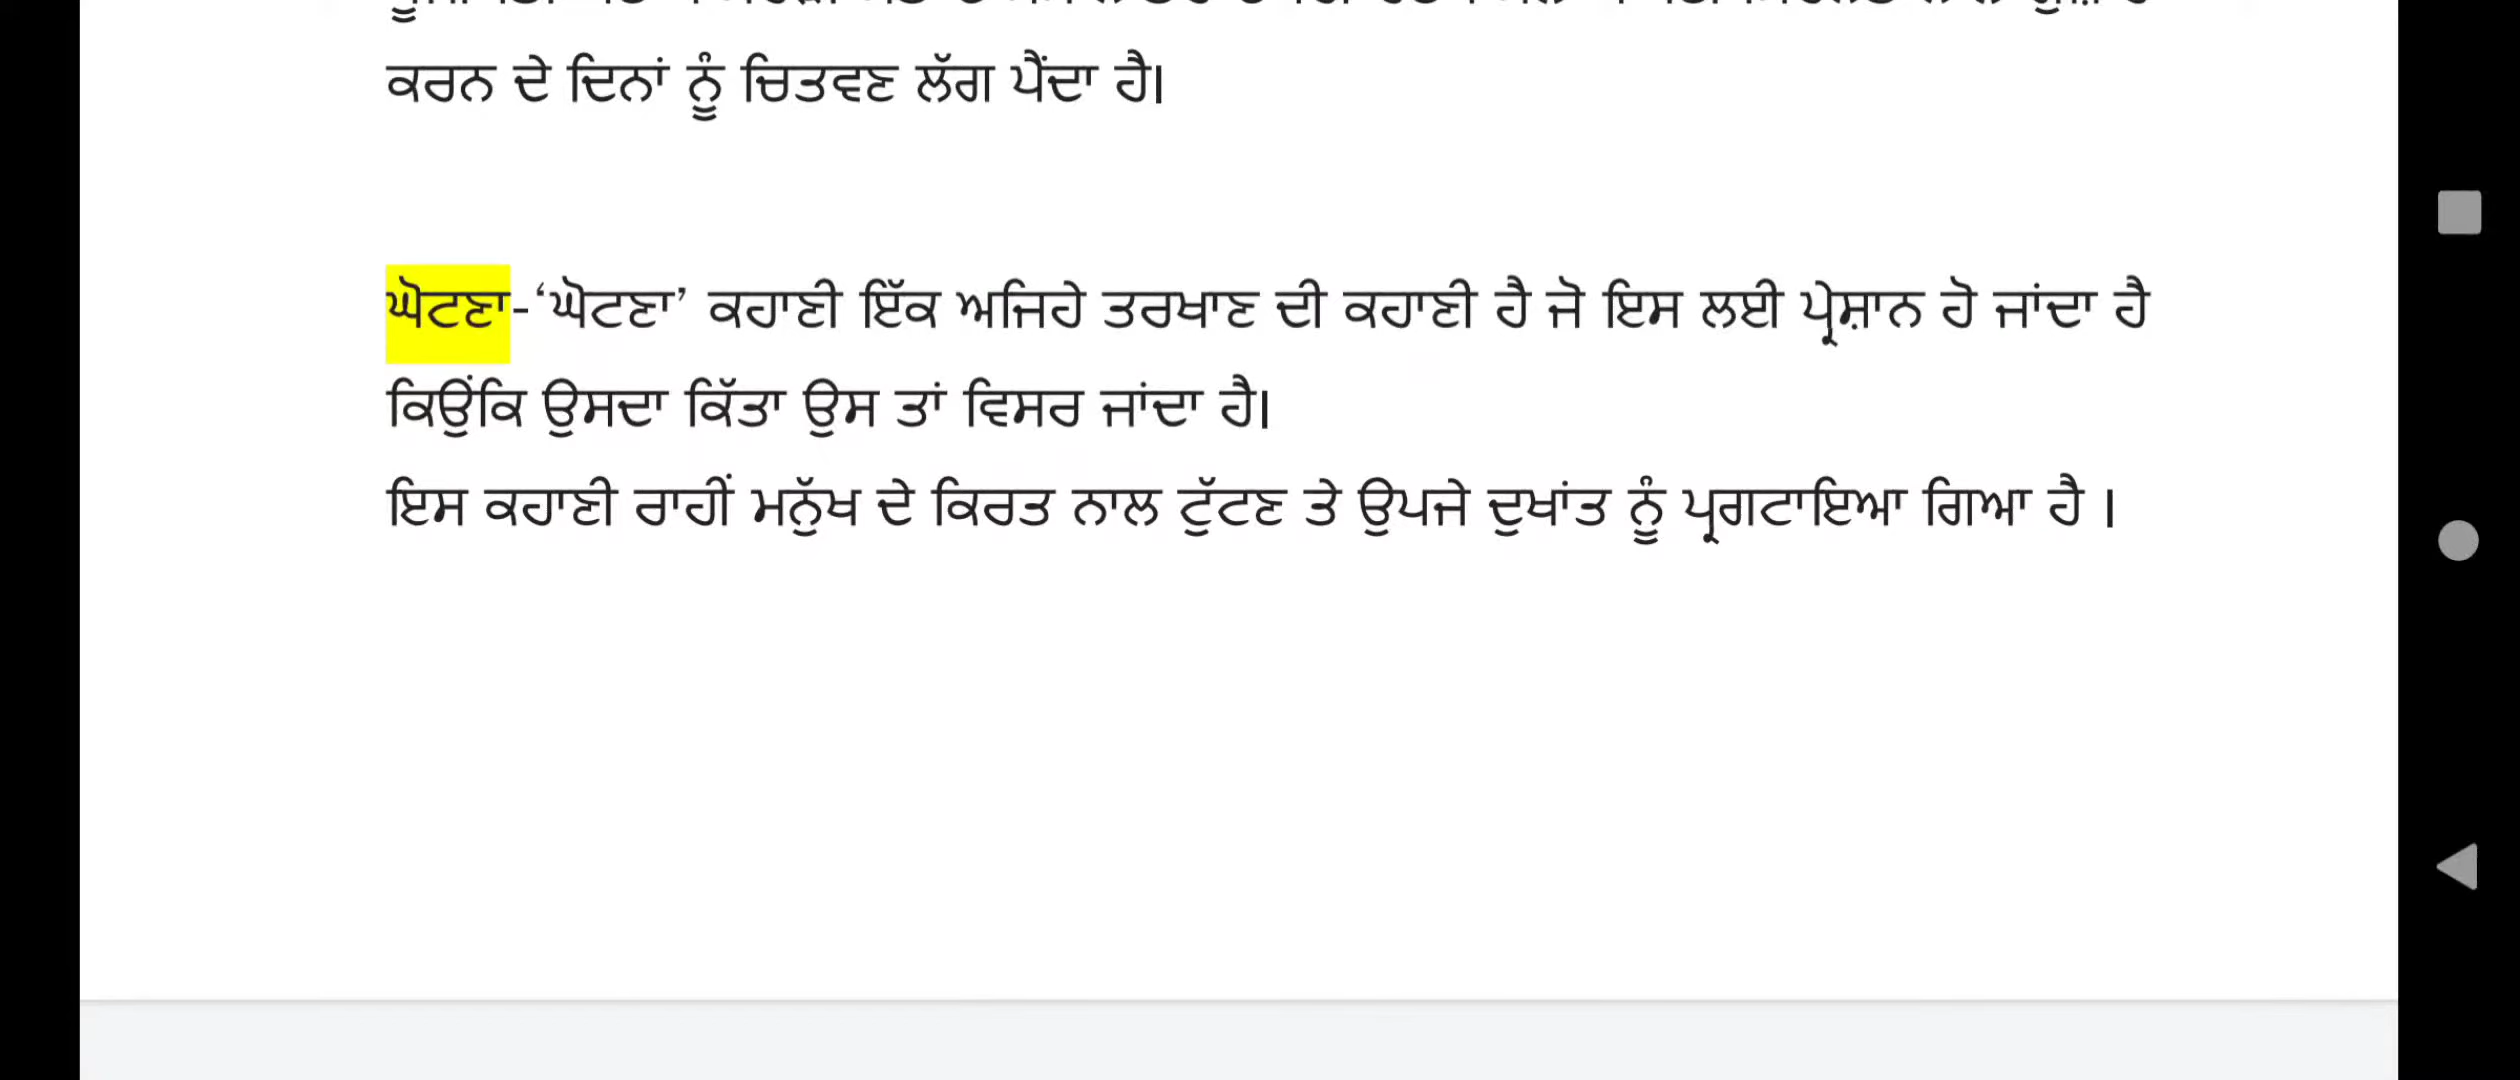 ਕਰਨ ਦੇ ਦਿਨਾਂ ਨੂੰ ਚਿਤਵਣ ਲੱਗ ਪੈਂਦਾ ਹੈ।
ਘੋਟਣਾ-‘ਘੋਟਣਾ’ ਕਹਾਣੀ ਇੱਕ ਅਜਿਹੇ ਤਰਖਾਣ ਦੀ ਕਹਾਣੀ ਹੈ ਜੋ ਇਸ ਲਈ ਪ੍ਰੇਸ਼ਾਨ ਹੋ ਜਾਂਦਾ ਹੈ
ਕਿਉਂਕਿ ਉਸਦਾ ਕਿੱਤਾ ਉਸ ਤਾਂ ਵਿਸਰ ਜਾਂਦਾ ਹੈ।
ਇਸ ਕਹਾਣੀ ਰਾਹੀਂ ਮਨੁੱਖ ਦੇ ਕਿਰਤ ਨਾਲ ਟੁੱਟਣ ਤੇ ਉਪਜੇ ਦੁਖਾਂਤ ਨੂੰ ਪ੍ਰਗਟਾਇਆ ਗਿਆ ਹੈ ।